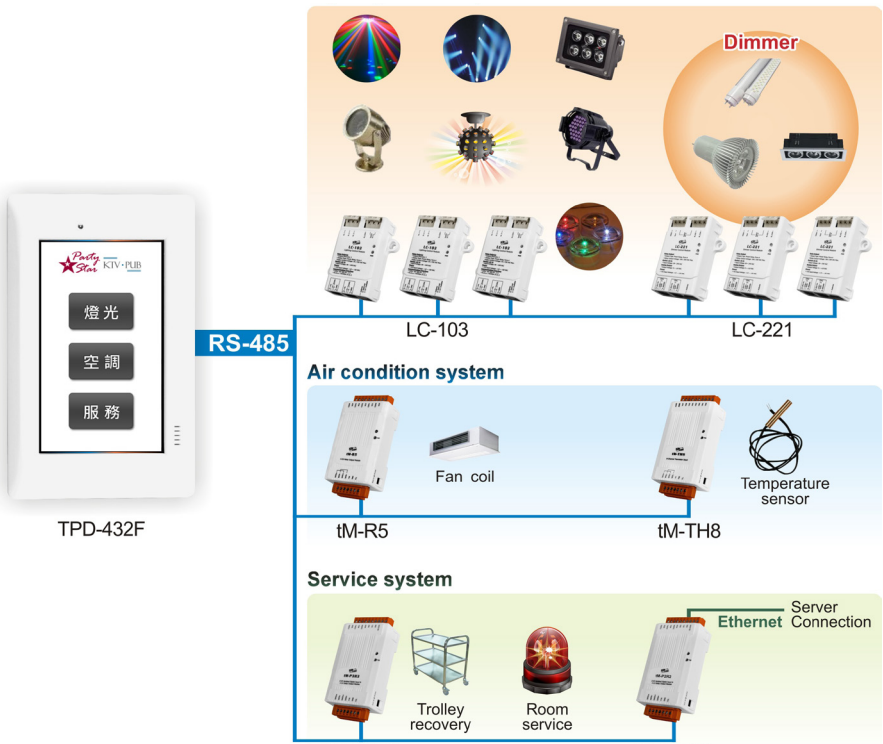 Dimmer
Party
Star
KTV·PUB
燈光
空調
服務
TPD-432F
RS-485
LC-103
LC-221
Air condition system
Fan coil
Temperature
sensor
tM-R5
tM-TH8
Service system
Trolley
recovery
Room
service
Ethernet
Server
Connection